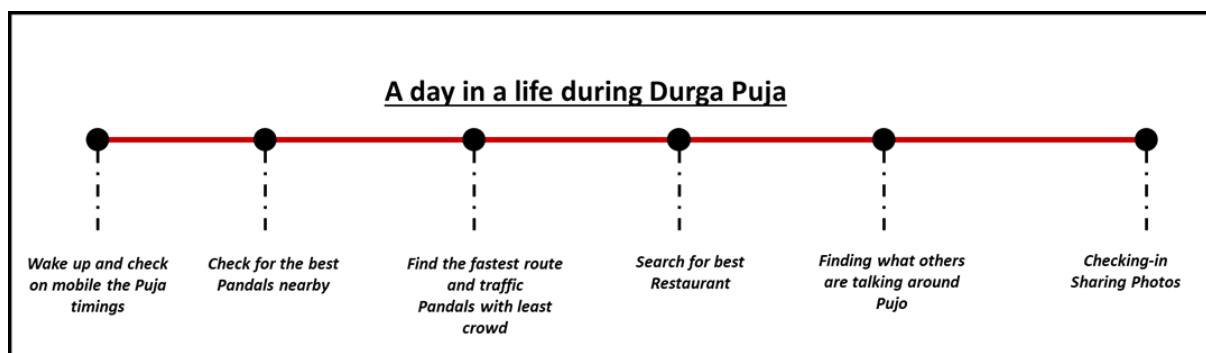 A day in a life during Durga Puja
Wake up and check
on mobile the Puja
timings
Check for the best
Pandals nearby
Find the fastest route
and traffic
Pandals with least
crowd
Search for best
Restaurant
Finding what others
are talking around
Pujo
Checking-in
Sharing Photos